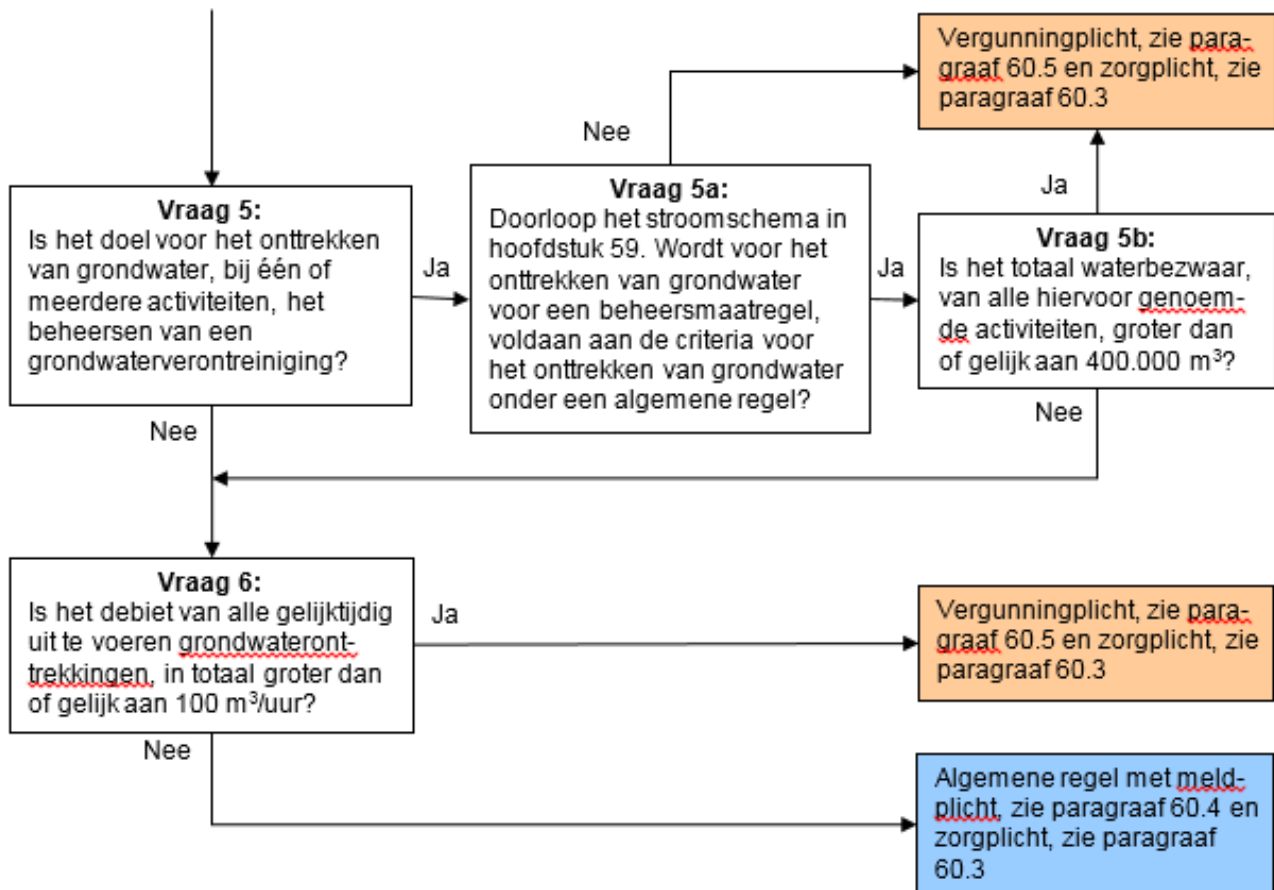 Vergunningplicht, zie para-
graaf 60.5 en zorgplicht, zie
paragraaf 60.3
Nee
Vraag 5:
Is het doel voor het onttrekken
van grondwater, bij één of
meerdere activiteiten, het
beheersen van een
grondwaterverontreiniging?
Ja
Vraag 5a:
Doorloop het stroomschema in
hoofdstuk 59. Wordt voor het
onttrekken van grondwater
voor een beheersmaatregel,
voldaan aan de criteria voor
het onttrekken van grondwater
onder een algemene regel?
Ja
Ja
Vraag 5b:
Is het totaal waterbezwaar,
van alle hiervoor genoem-
de activiteiten, groter dan
of gelijk aan 400.000 m³?
Nee
Nee
Vraag 6:
Is het debiet van alle gelijktijdig
uit te voeren grondwateront-
trekkingen, in totaal groter dan
of gelijk aan 100 m³/uur?
Ja
Vergunningplicht, zie para-
graaf 60.5 en zorgplicht, zie
paragraaf 60.3
Nee
Algemene regel met meld-
plicht, zie paragraaf 60.4 en
zorgplicht, zie paragraaf
60.3